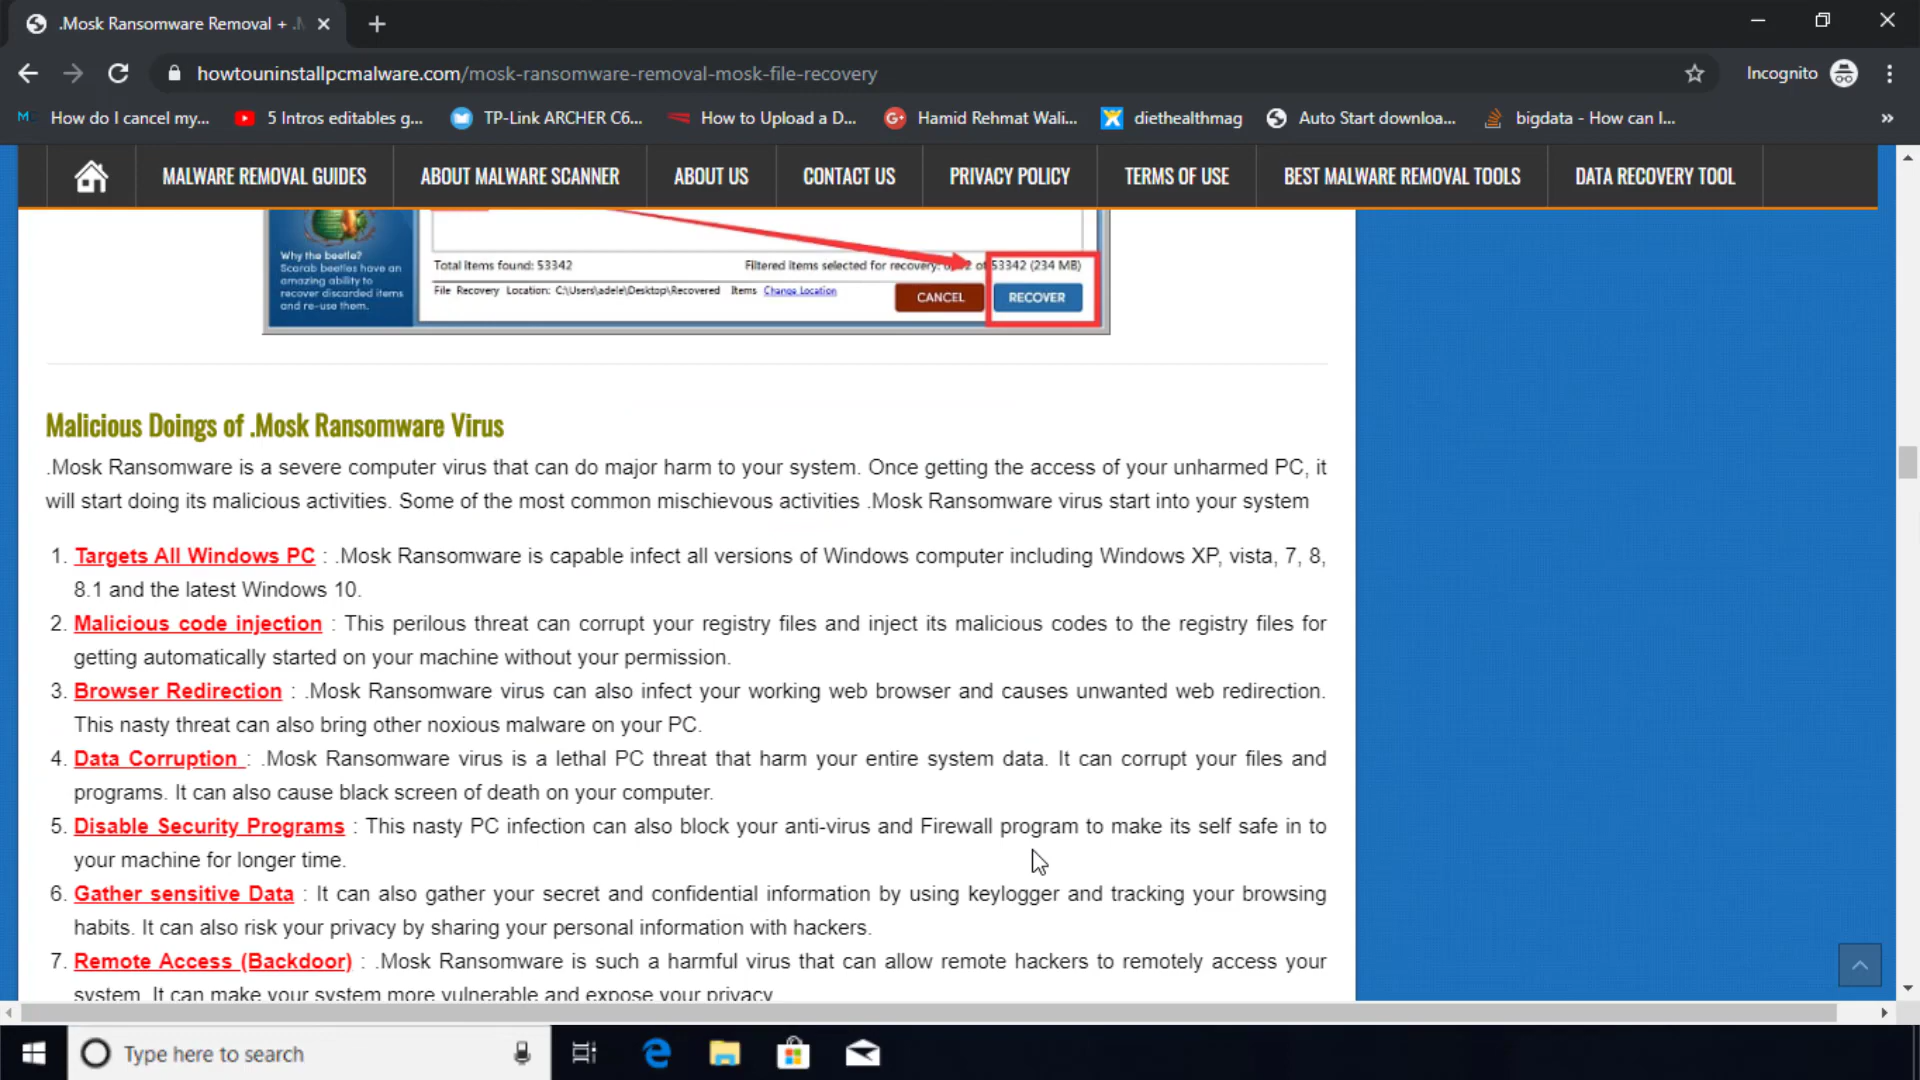 .Mosk Ransomware Removal +
howtouninstallpcmalware.com/mosk-ransomware-removal-mosk-file-recovery
Incognito
How do I cancel my...
5 Intros editables g...
TP-Link ARCHER C6...
How to Upload a D...
Hamid Rehmat Wali...
diethealthmag
Auto Start downloa...
bigdata - How can I...
»
MALWARE REMOVAL GUIDES
ABOUT MALWARE SCANNER
ABOUT US
CONTACT US
PRIVACY POLICY
TERMS OF USE
BEST MALWARE REMOVAL TOOLS
DATA RECOVERY TOOL
Why the beetle?
Scarab beetles have an
amazing ability to
recover discarded items
and re-use them.
Total Items found: 53342
Filtered items selected for recovery: of 53342 (234 MB)
File Recovery Location: C:\Users\adele\Desktop\Recovered Items Change Location
CANCEL
RECOVER
Malicious Doings of .Mosk Ransomware Virus
.Mosk Ransomware is a severe computer virus that can do major harm to your system. Once getting the access of your unharmed PC, it
will start doing its malicious activities. Some of the most common mischievous activities .Mosk Ransomware virus start into your system
1. Targets All Windows PC : .Mosk Ransomware is capable infect all versions of Windows computer including Windows XP, vista, 7, 8,
8.1 and the latest Windows 10.
2. Malicious code injection : This perilous threat can corrupt your registry files and inject its malicious codes to the registry files for
getting automatically started on your machine without your permission.
3. Browser Redirection : .Mosk Ransomware virus can also infect your working web browser and causes unwanted web redirection.
This nasty threat can also bring other noxious malware on your PC.
4. Data Corruption : .Mosk Ransomware virus is a lethal PC threat that harm your entire system data. It can corrupt your files and
programs. It can also cause black screen of death on your computer.
5. Disable Security Programs : This nasty PC infection can also block your anti-virus and Firewall program to make its self safe in to
your machine for longer time.
6. Gather sensitive Data : It can also gather your secret and confidential information by using keylogger and tracking your browsing
habits. It can also risk your privacy by sharing your personal information with hackers.
7. Remote Access (Backdoor) : .Mosk Ransomware is such a harmful virus that can allow remote hackers to remotely access your
system. It can make your system more vulnerable and expose your privacy
Type here to search